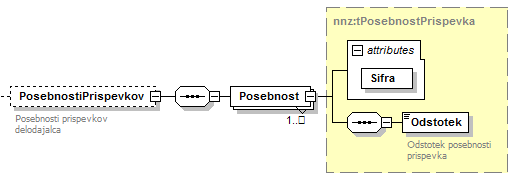 nnz:tPosebnostPrispevka
attributes
Sifra
PosebnostiPrispevkov
Posebnost
1..
Posebnosti prispevkov
delodajalca
Odstotek
Odstotek posebnosti
prispevka